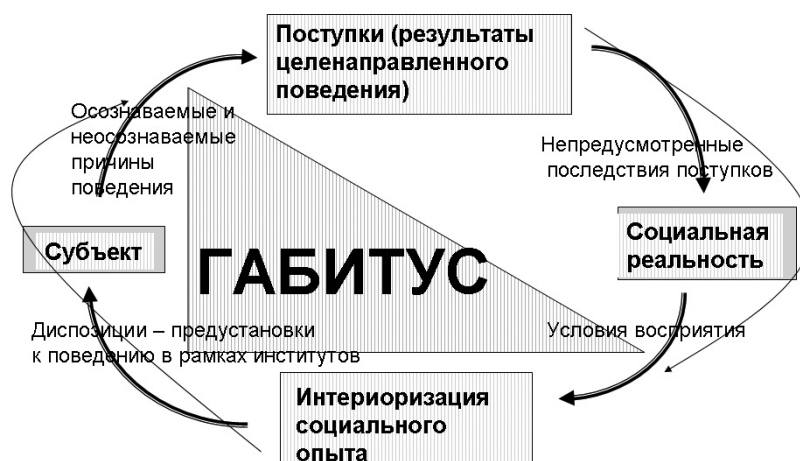 Поступки (результаты
целенаправленного
поведения)
Осознаваемые и
неосознаваемые
причины
поведения
Непредусмотренные
последствия поступков
Субъект
ГАБИТУС
Социальная
реальность
Диспозиции – предустановки
к поведению в рамках институтов
Условия восприятия
Интериоризация
социального
опыта